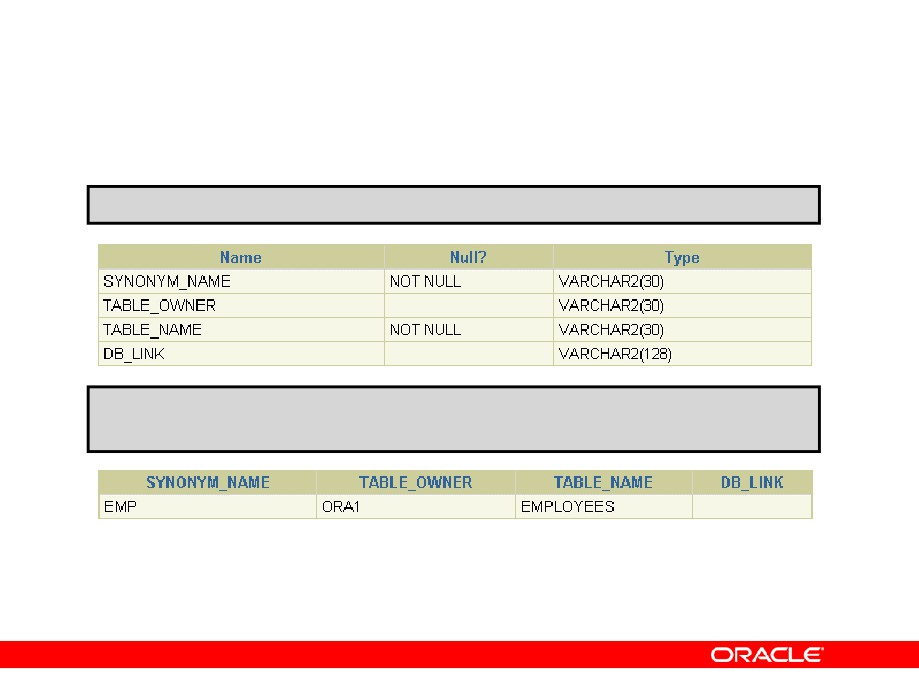 Name Null? Type
SYNONYM_NAME NOT NULL VARCHAR2(30)
TABLE_OWNER VARCHAR2(30)
TABLE_NAME NOT NULL VARCHAR2(30)
DB_LINK VARCHAR2(128)
SYNONYM_NAME TABLE_OWNER TABLE_NAME DB_LINK
EMP ORA1 EMPLOYEES
ORACLE